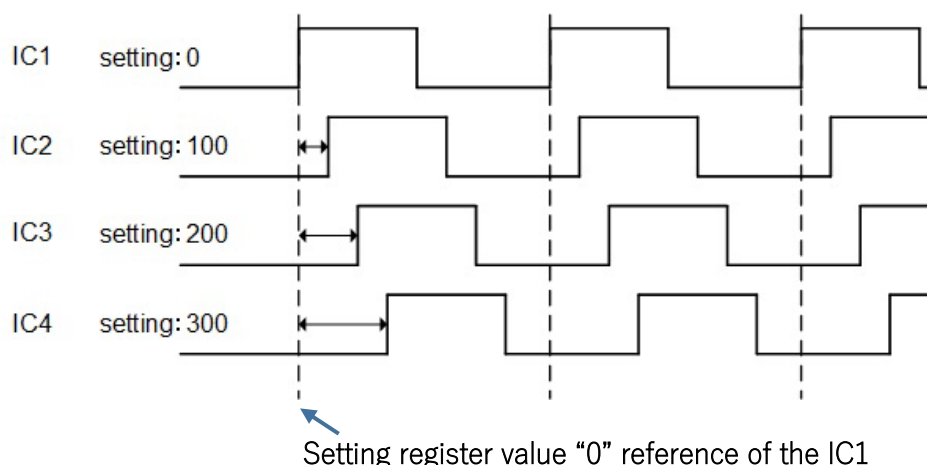 IC1 setting: 0
IC2 setting: 100
IC3 setting: 200
IC4 setting: 300
Setting register value “0” reference of the IC1